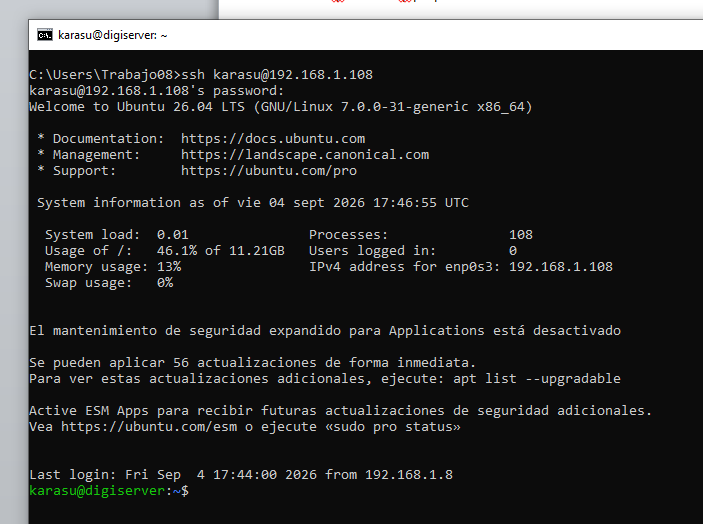 karasu@digiserver: ~
C:\Users\Trabajo08>ssh karasu@192.168.1.108
karasu@192.168.1.108's password:
Welcome to Ubuntu 26.04 LTS (GNU/Linux 7.0.0-31-generic x86_64)
* Documentation:  https://docs.ubuntu.com
* Management:     https://landscape.canonical.com
* Support:        https://ubuntu.com/pro
System information as of vie 04 sept 2026 17:46:55 UTC
System load:  0.01               Processes:               108
Usage of /:   46.1% of 11.21GB   Users logged in:         0
Memory usage: 13%                IPv4 address for enp0s3: 192.168.1.108
Swap usage:   0%
El mantenimiento de seguridad expandido para Applications está desactivado
Se pueden aplicar 56 actualizaciones de forma inmediata.
Para ver estas actualizaciones adicionales, ejecute: apt list --upgradable
Active ESM Apps para recibir futuras actualizaciones de seguridad adicionales.
Vea https://ubuntu.com/esm o ejecute «sudo pro status»
Last login: Fri Sep  4 17:44:00 2026 from 192.168.1.8
karasu@digiserver:~$